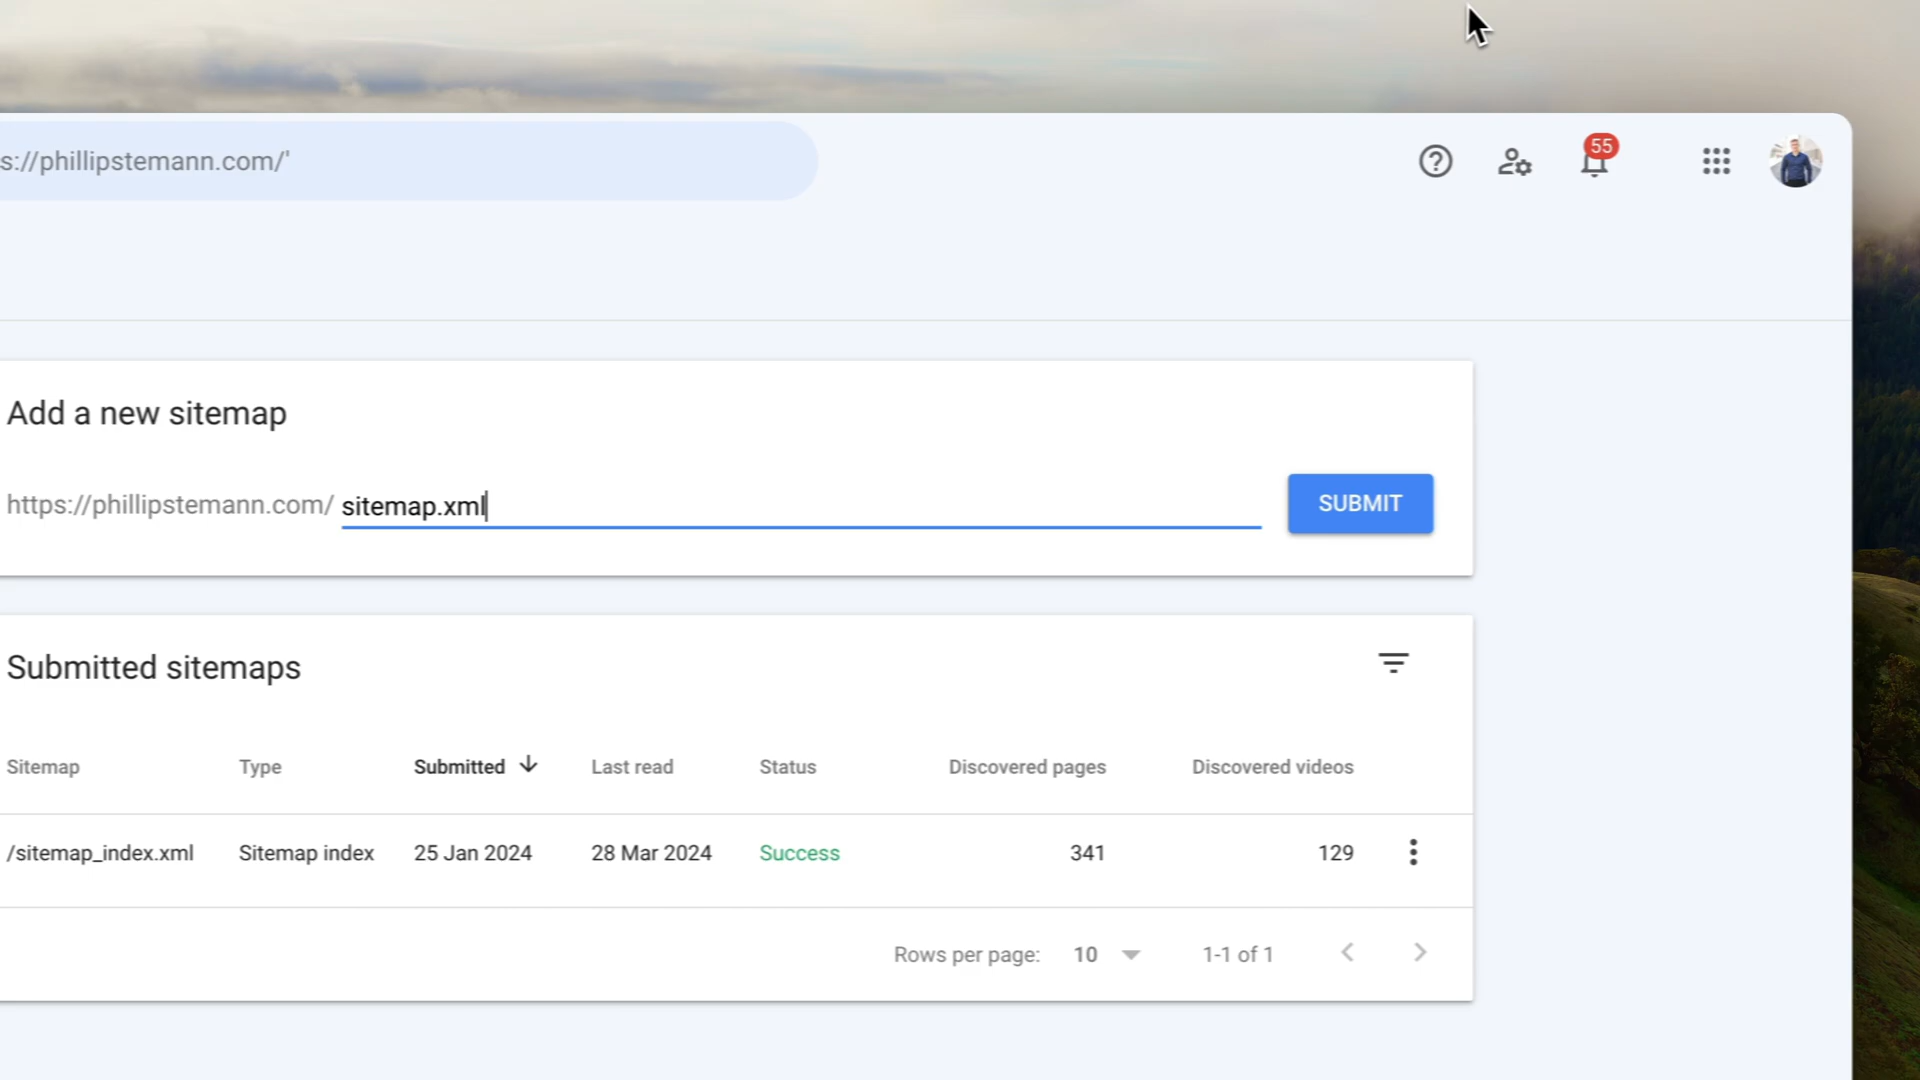 s://phillipstemann.com/'
55
Add a new sitemap
https://phillipstemann.com/ sitemap.xml
SUBMIT
Submitted sitemaps
Sitemap Type Submitted Last read Status Discovered pages Discovered videos
/sitemap_index.xml Sitemap index 25 Jan 2024 28 Mar 2024 Success 341 129
Rows per page: 10 1-1 of 1